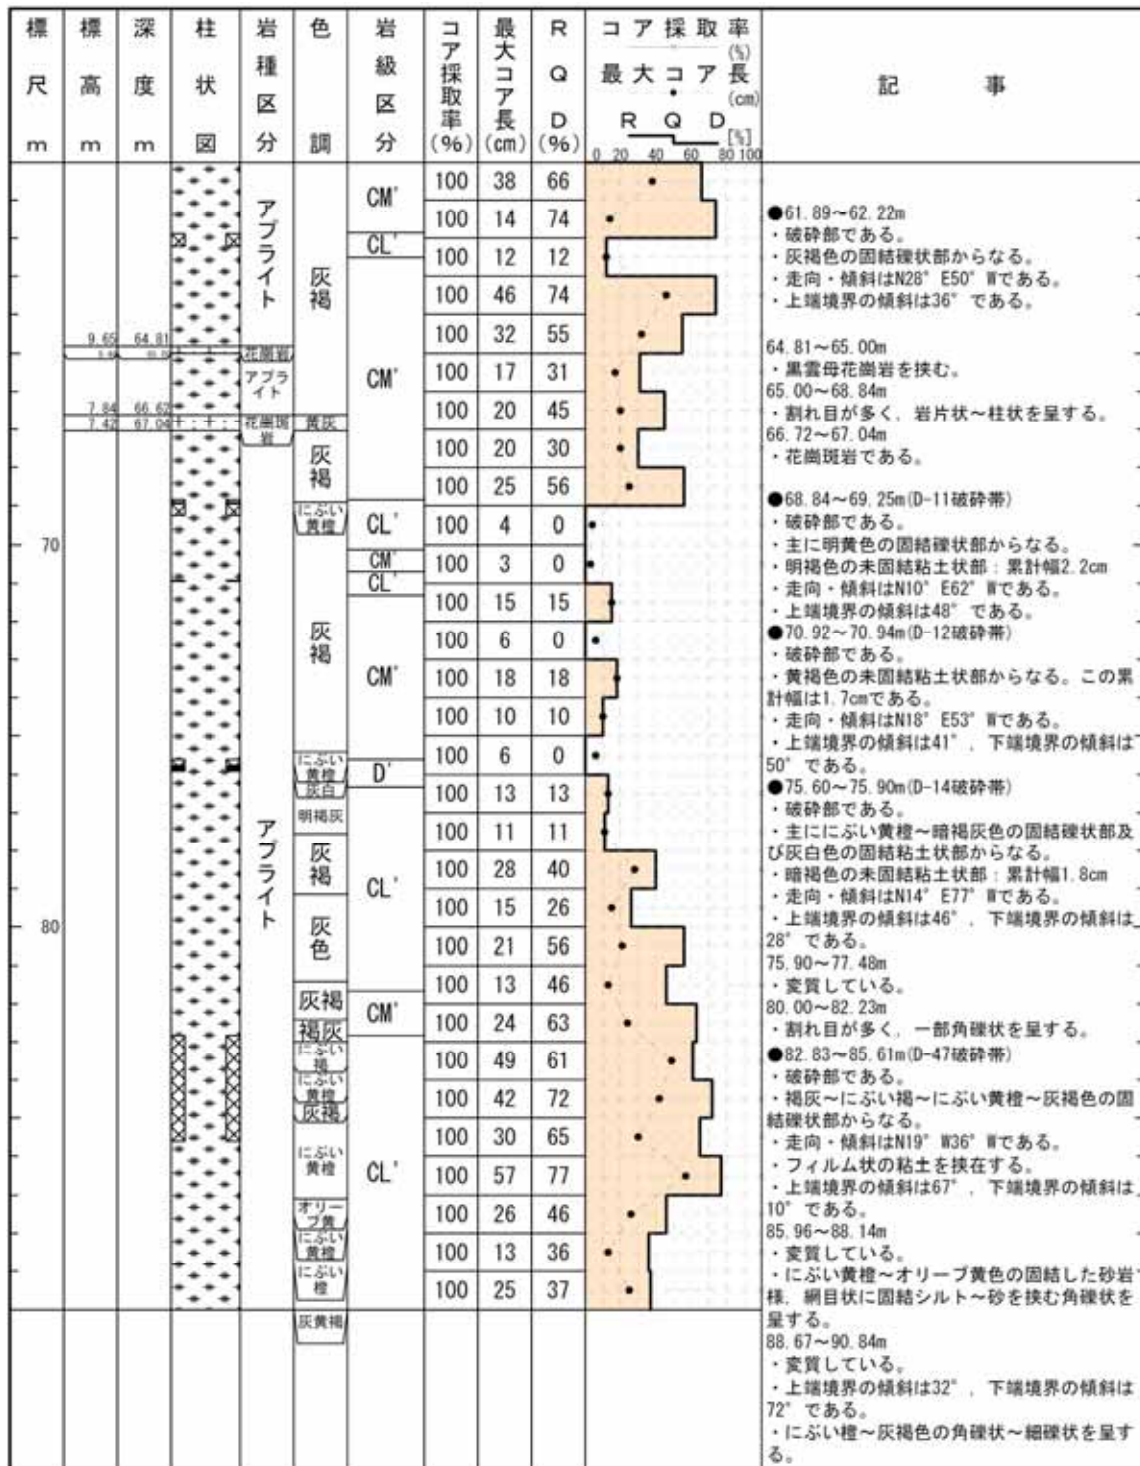 標尺m
標高m
深度m
柱状図
岩種区分
色調
岩級区分
コア採取率(%)
最大コア長(cm)
RQD(%)
コア採取率(%)
最大コア長(cm)
RQD[%]
0 20 40 60 80 100
記事
70
80
9.65 64.81
7.84 66.62
7.42 67.04
アプライト
花崗岩
アプライト
花崗斑岩
アプライト
灰褐
黄灰
灰褐
にぶい黄橙
灰褐
にぶい黄橙
灰白
明褐灰
灰褐
灰色
灰褐
褐灰
にぶい褐
にぶい黄橙
灰褐
にぶい黄橙
オリーブ黄
にぶい黄橙
にぶい橙
灰黄褐
CM'
CL'
CM'
CL'
CM'
CL'
CM'
D'
CL'
CM'
CL'
100 38 66
100 14 74
100 12 12
100 46 74
100 32 55
100 17 31
100 20 45
100 20 30
100 25 56
100 4 0
100 3 0
100 15 15
100 6 0
100 18 18
100 10 10
100 6 0
100 13 13
100 11 11
100 28 40
100 15 26
100 21 56
100 13 46
100 24 63
100 49 61
100 42 72
100 30 65
100 57 77
100 26 46
100 13 36
100 25 37
●61.89～62.22m
・破砕部である。
・灰褐色の固結礫状部からなる。
・走向・傾斜はN28°E50°Wである。
・上端境界の傾斜は36°である。
64.81～65.00m
・黒雲母花崗岩を挟む。
65.00～68.84m
・割れ目が多く、岩片状～柱状を呈する。
66.72～67.04m
・花崗斑岩である。
●68.84～69.25m(D-11破砕帯)
・破砕部である。
・主に明黄色の固結礫状部からなる。
・明褐色の未固結粘土状部：累計幅2.2cm
・走向・傾斜はN10°E62°Wである。
・上端境界の傾斜は48°である。
●70.92～70.94m(D-12破砕帯)
・破砕部である。
・黄褐色の未固結粘土状部からなる。この累
計幅は1.7cmである。
・走向・傾斜はN18°E53°Wである。
・上端境界の傾斜は41°、下端境界の傾斜は
50°である。
●75.60～75.90m(D-14破砕帯)
・破砕部である。
・主ににぶい黄橙～暗褐灰色の固結礫状部及
び灰白色の固結粘土状部からなる。
・暗褐色の未固結粘土状部：累計幅1.8cm
・走向・傾斜はN14°E77°Wである。
・上端境界の傾斜は46°、下端境界の傾斜は
28°である。
75.90～77.48m
・変質している。
80.00～82.23m
・割れ目が多く、一部角礫状を呈する。
●82.83～85.61m(D-47破砕帯)
・破砕部である。
・褐灰～にぶい褐～にぶい黄橙～灰褐色の固
結礫状部からなる。
・走向・傾斜はN19°W36°Wである。
・フィルム状の粘土を挟在する。
・上端境界の傾斜は67°、下端境界の傾斜は
10°である。
85.96～88.14m
・変質している。
・にぶい黄橙～オリーブ黄色の固結した砂岩
様、網目状に固結シルト～砂を挟む角礫状を
呈する。
88.67～90.84m
・変質している。
・上端境界の傾斜は32°、下端境界の傾斜は
72°である。
・にぶい橙～灰褐色の角礫状～細礫状を呈す
る。